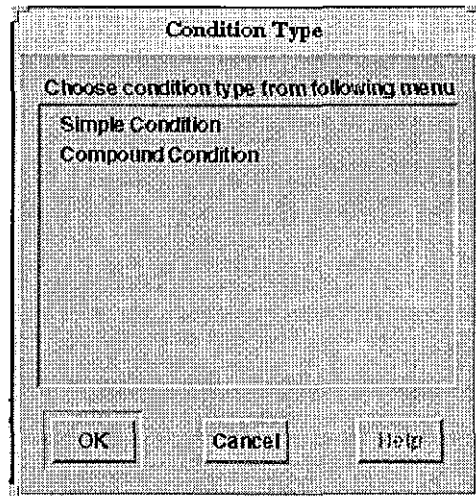 Condition Type
Choose condition type from following menu
Simple Condition
Compound Condition
OK Cancel Help